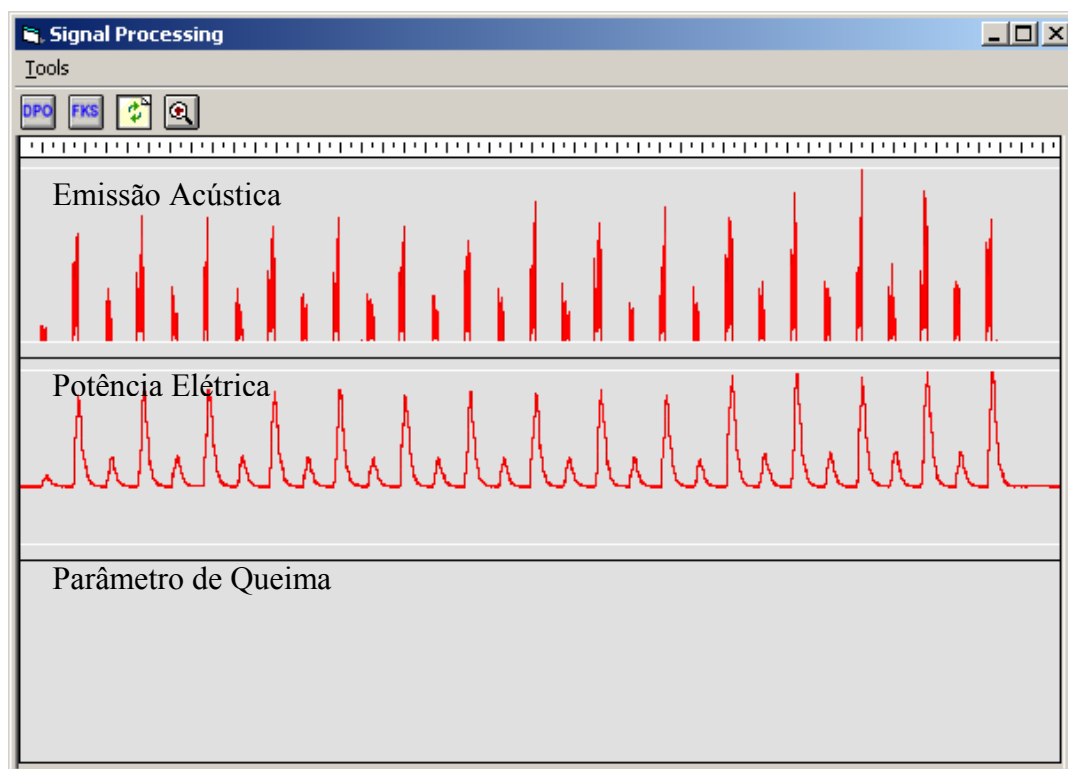 Signal Processing
Tools
DPO FKS
Emissão Acústica
Potência Elétrica
Parâmetro de Queima